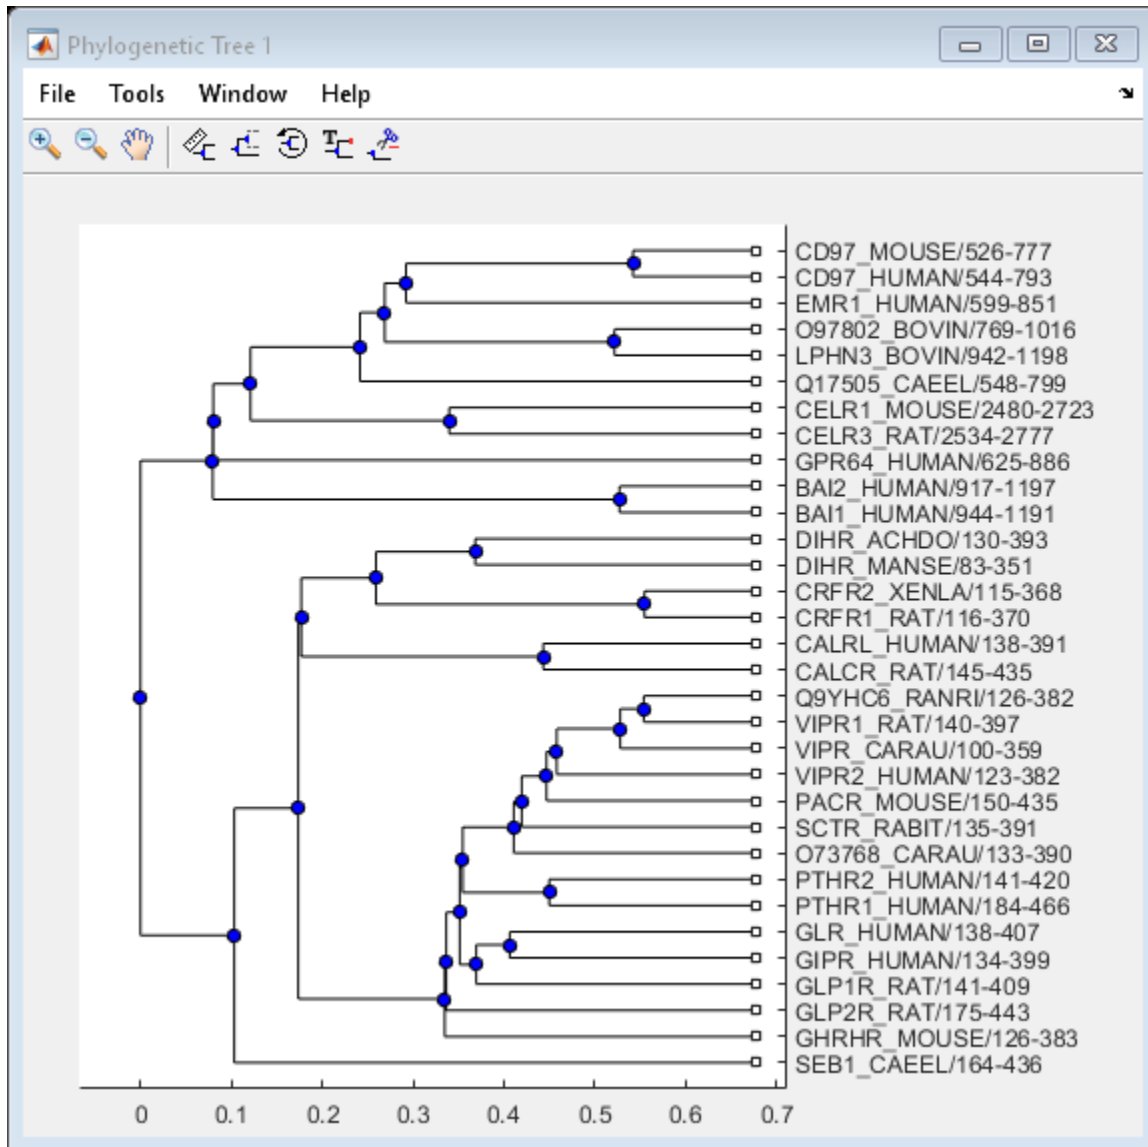 Phylogenetic Tree 1
File Tools Window Help
CD97_MOUSE/526-777
CD97_HUMAN/544-793
EMR1_HUMAN/599-851
O97802_BOVIN/769-1016
LPHN3_BOVIN/942-1198
Q17505_CAEEL/548-799
CELR1_MOUSE/2480-2723
CELR3_RAT/2534-2777
GPR64_HUMAN/625-886
BAI2_HUMAN/917-1197
BAI1_HUMAN/944-1191
DIHR_ACHDO/130-393
DIHR_MANSE/83-351
CRFR2_XENLA/115-368
CRFR1_RAT/116-370
CALRL_HUMAN/138-391
CALCR_RAT/145-435
Q9YHC6_RANRI/126-382
VIPR1_RAT/140-397
VIPR_CARAU/100-359
VIPR2_HUMAN/123-382
PACR_MOUSE/150-435
SCTR_RABIT/135-391
O73768_CARAU/133-390
PTHR2_HUMAN/141-420
PTHR1_HUMAN/184-466
GLR_HUMAN/138-407
GIPR_HUMAN/134-399
GLP1R_RAT/141-409
GLP2R_RAT/175-443
GHRHR_MOUSE/126-383
SEB1_CAEEL/164-436
0 0.1 0.2 0.3 0.4 0.5 0.6 0.7